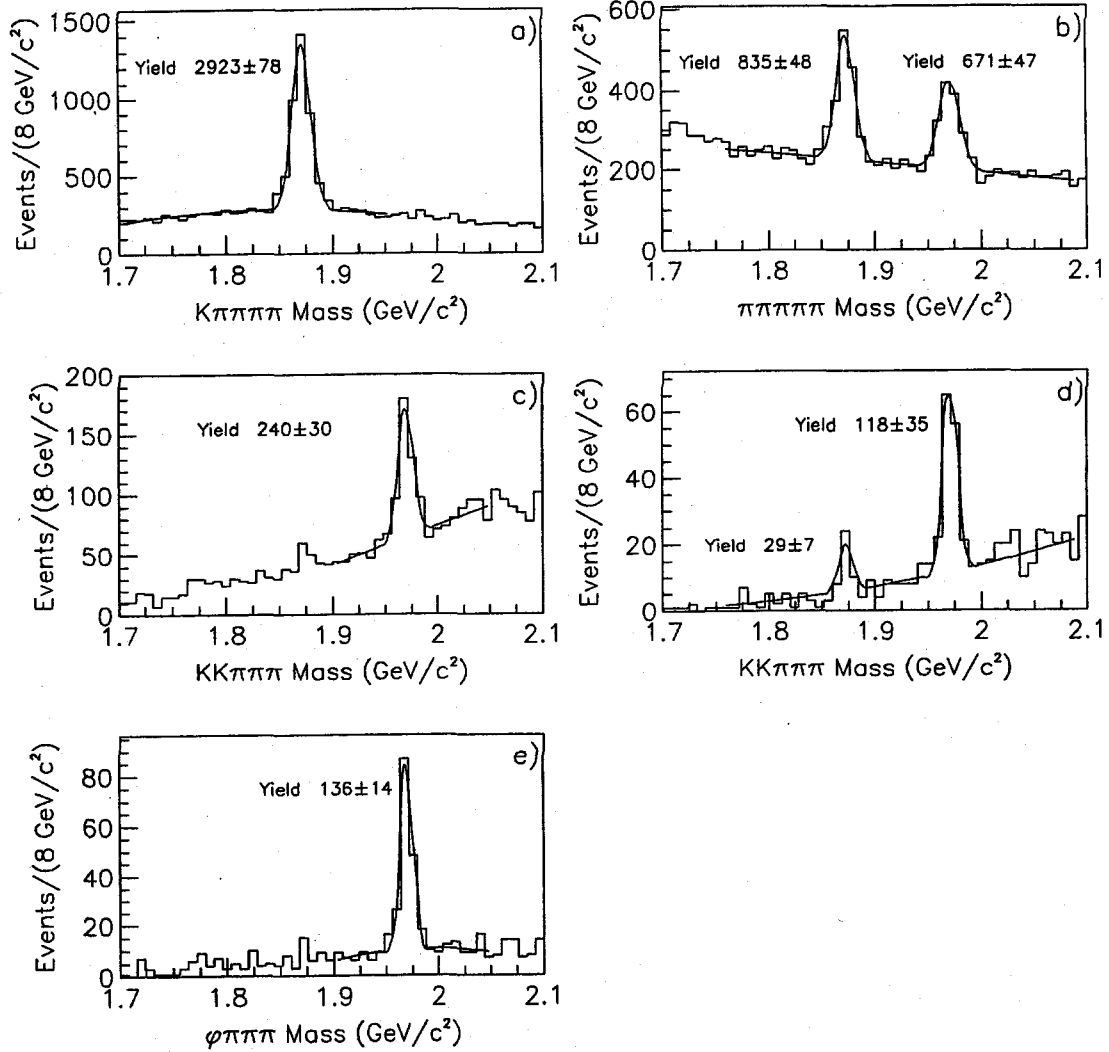 a)
Yield 2923±78
Events/(8 GeV/c²)
1500
1000
500
0
1.7 1.8 1.9 2 2.1
Kππππ Mass (GeV/c²)
b)
Yield 835±48 Yield 671±47
Events/(8 GeV/c²)
600
400
200
0
1.7 1.8 1.9 2 2.1
πππππ Mass (GeV/c²)
c)
Yield 240±30
Events/(8 GeV/c²)
200
150
100
50
0
1.7 1.8 1.9 2 2.1
KKπππ Mass (GeV/c²)
d)
Yield 118±35
Yield 29±7
Events/(8 GeV/c²)
60
40
20
0
1.7 1.8 1.9 2 2.1
KKπππ Mass (GeV/c²)
e)
Yield 136±14
Events/(8 GeV/c²)
80
60
40
20
0
1.7 1.8 1.9 2 2.1
φπππ Mass (GeV/c²)